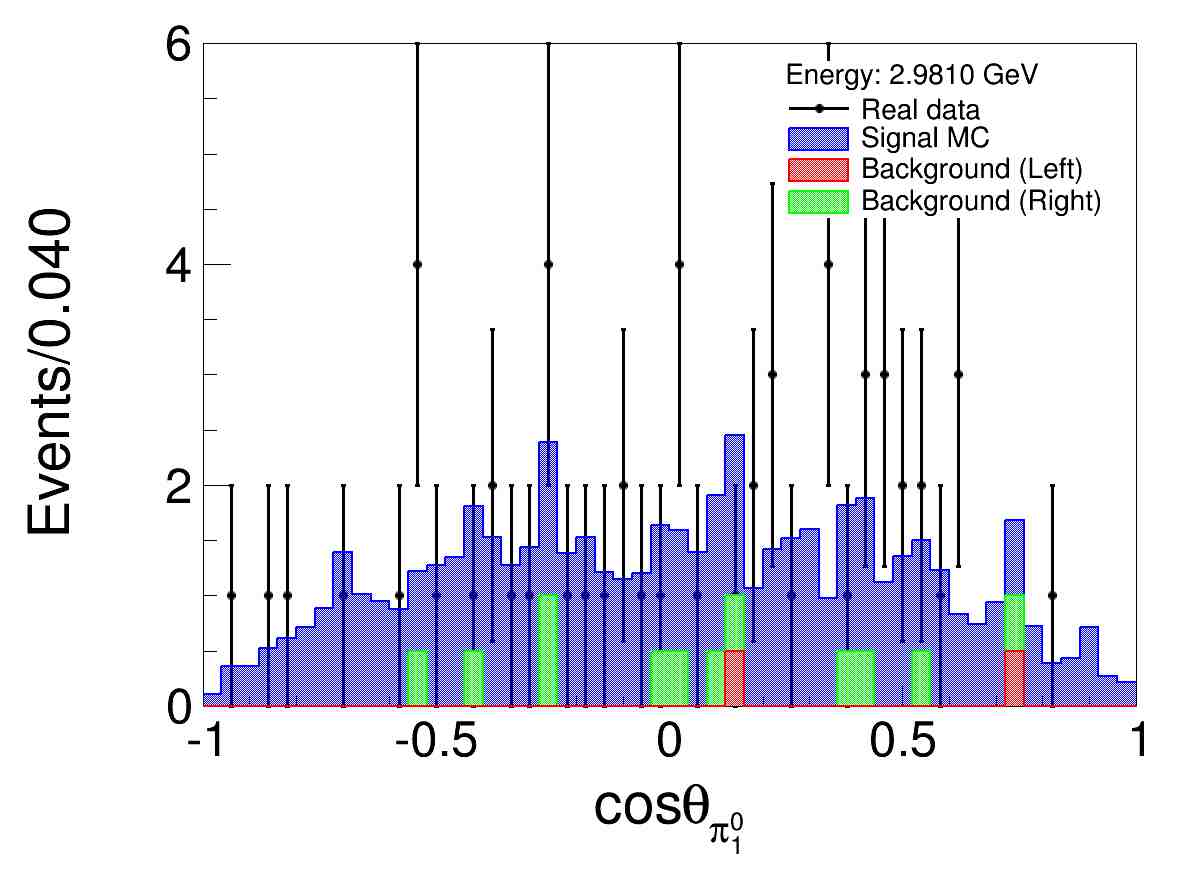 Events/0.040
6
4
2
0
Energy: 2.9810 GeV
Real data
Signal MC
Background (Left)
Background (Right)
-1 -0.5 0 0.5 1
cosθπ⁰₁